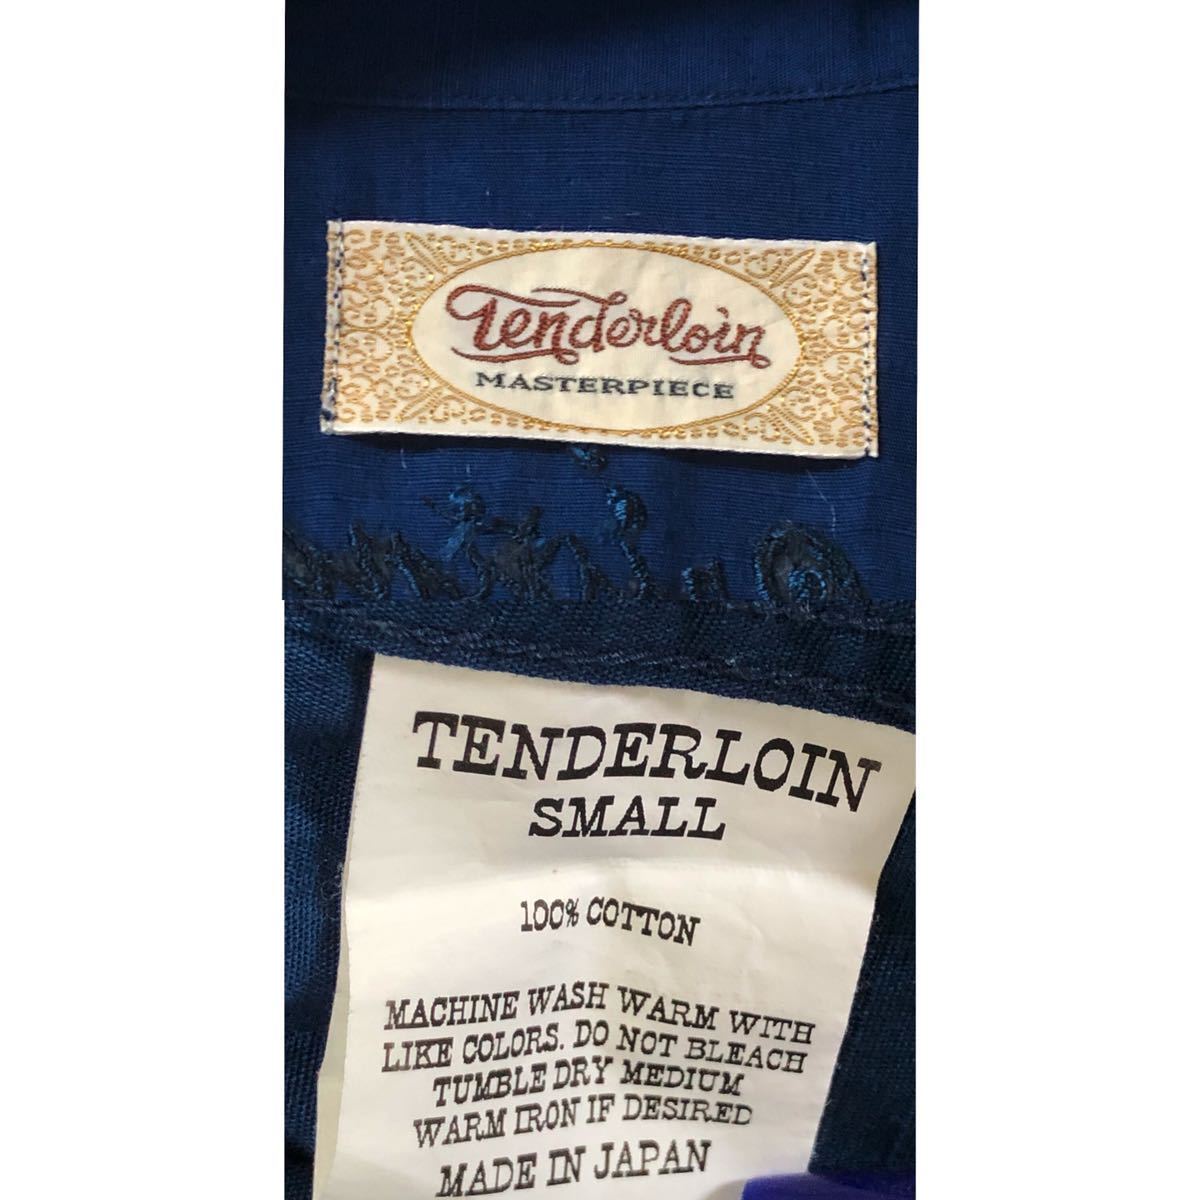 Tenderloin
MASTERPIECE
TENDERLOIN
SMALL
100% COTTON
MACHINE WASH WARM WITH
LIKE COLORS. DO NOT BLEACH
TUMBLE DRY MEDIUM
WARM IRON IF DESIRED
MADE IN JAPAN